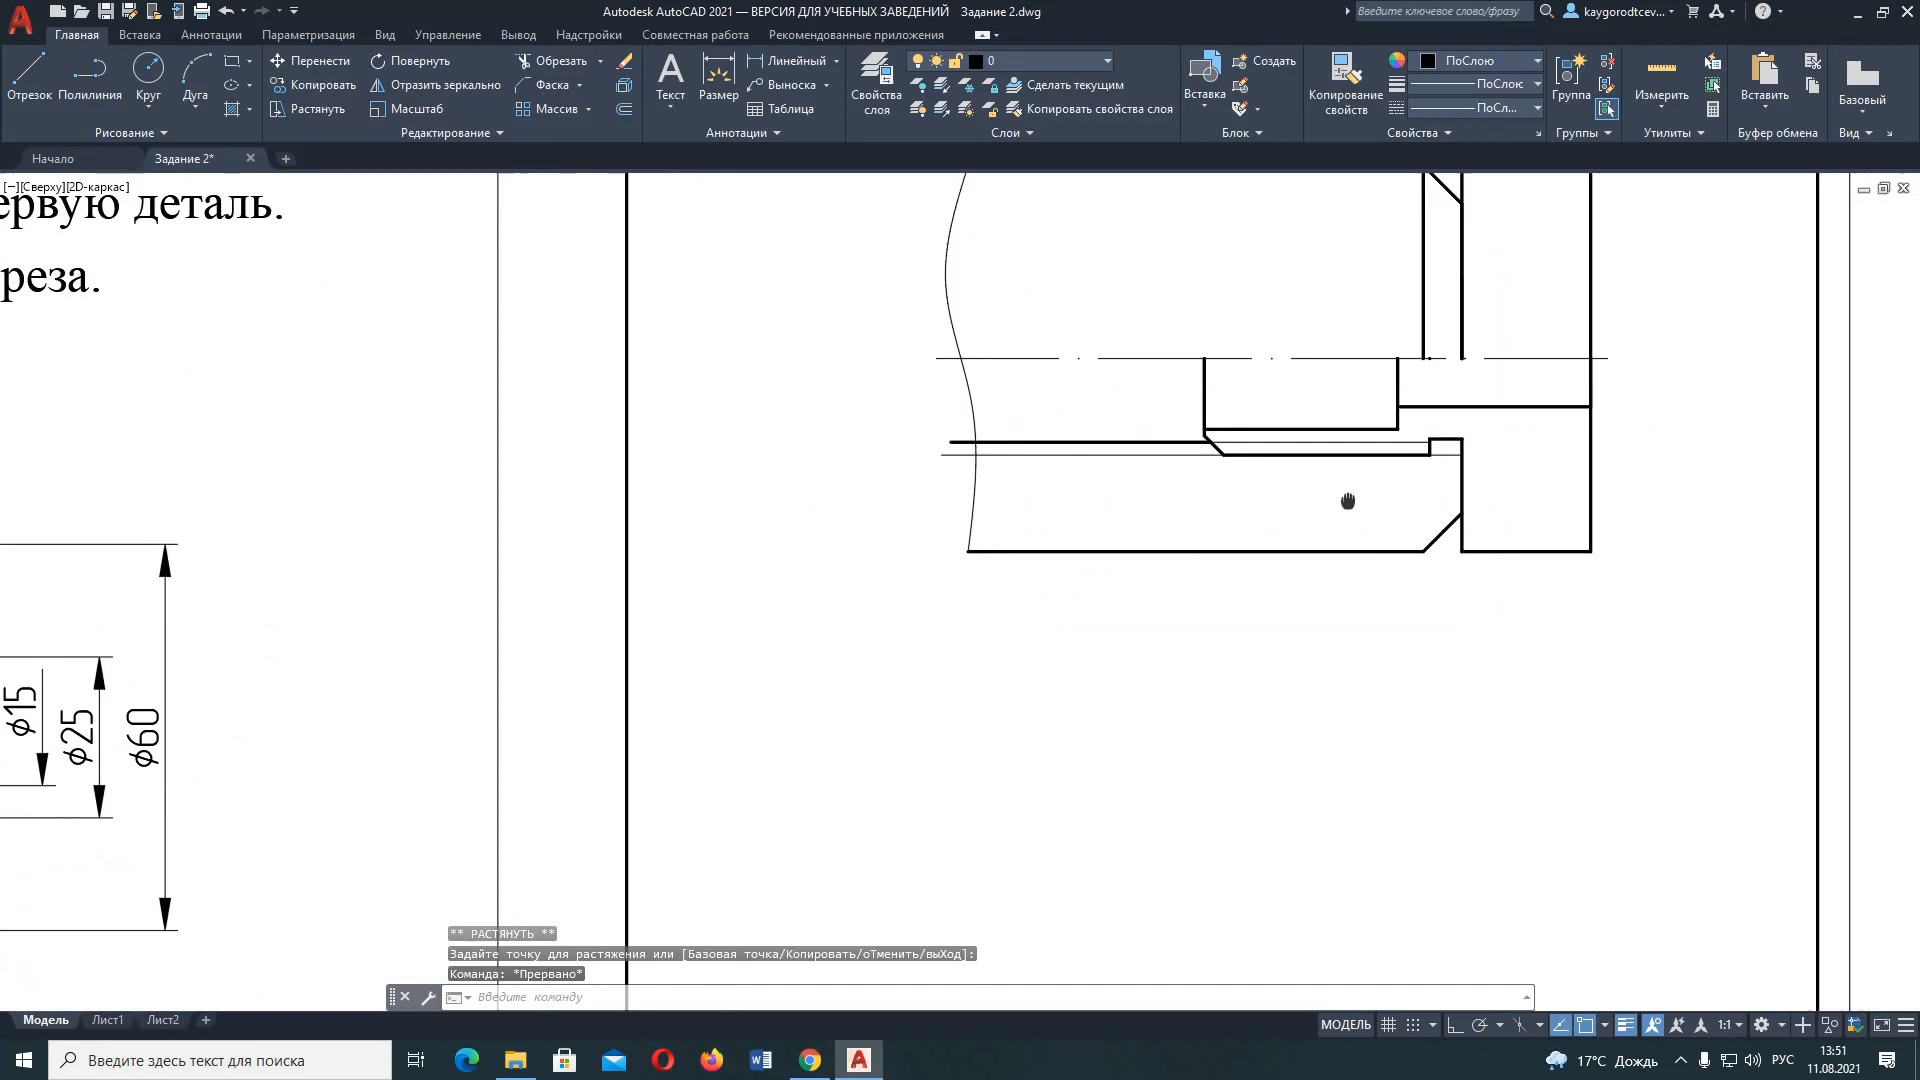 Autodesk AutoCAD 2021 — ВЕРСИЯ ДЛЯ УЧЕБНЫХ ЗАВЕДЕНИЙ Задание 2.dwg
Введите ключевое слово/фразу
kaygorodtcev...
Главная Вставка Аннотации Параметризация Вид Управление Вывод Надстройки Совместная работа Рекомендованные приложения
Отрезок Полилиния Круг Дуга
Рисование
Перенести Повернуть Обрезать
Копировать Отразить зеркально Фаска
Растянуть Масштаб Массив
Редактирование
Текст Размер
Линейный
Выноска
Таблица
Аннотации
Свойства слоя
0
Сделать текущим
Копировать свойства слоя
Слои
Вставка
Создать
Блок
Копирование свойств
ПоСлою
ПоСлою
ПоСл...
Свойства
Группа
Группы
Измерить
Утилиты
Вставить
Буфер обмена
Базовый
Вид
Начало Задание 2*
[−][Сверху][2D-каркас]
ервую деталь.
реза.
ϕ15
ϕ25
ϕ60
** РАСТЯНУТЬ **
Задайте точку для растяжения или [Базовая точка/Копировать/оТменить/выХод]:
Команда: *Прервано*
Введите команду
Модель Лист1 Лист2
МОДЕЛЬ 1:1
Введите здесь текст для поиска
17°C Дождь РУС
13:51
11.08.2021